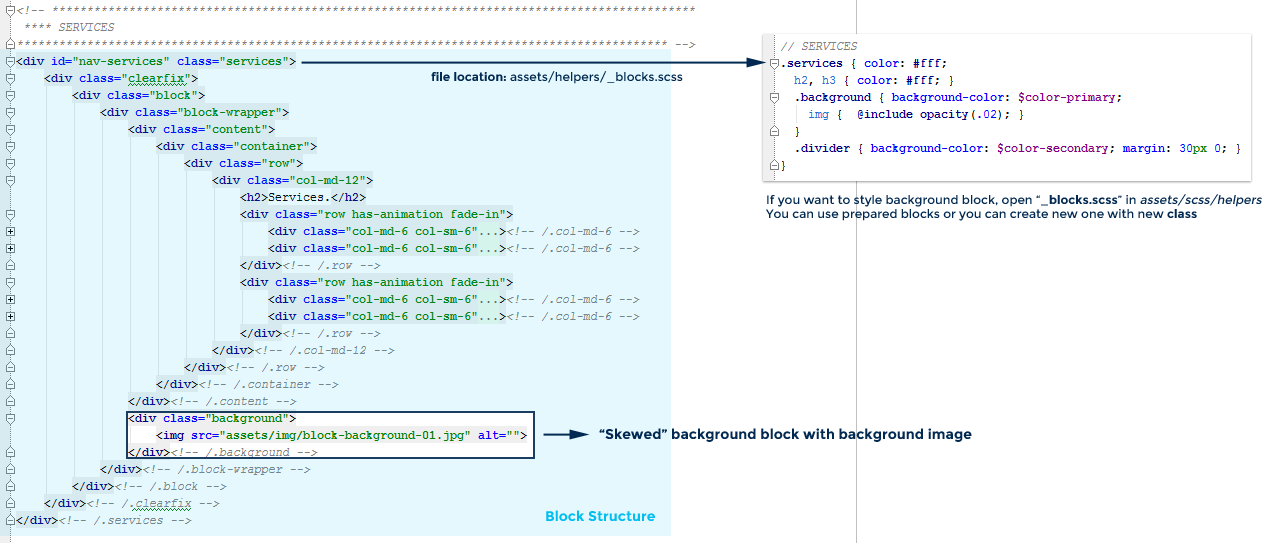 <!-- ********************************************************************************************
**** SERVICES
********************************************************************************************* -->
<div id="nav-services" class="services">
<div class="clearfix">
<div class="block">
<div class="block-wrapper">
<div class="content">
<div class="container">
<div class="row">
<div class="col-md-12">
<h2>Services.</h2>
<div class="row has-animation fade-in">
<div class="col-md-6 col-sm-6"...><!-- /.col-md-6 -->
<div class="col-md-6 col-sm-6"...><!-- /.col-md-6 -->
</div><!-- /.row -->
<div class="row has-animation fade-in">
<div class="col-md-6 col-sm-6"...><!-- /.col-md-6 -->
<div class="col-md-6 col-sm-6"...><!-- /.col-md-6 -->
</div><!-- /.row -->
</div><!-- /.col-md-12 -->
</div><!-- /.row -->
</div><!-- /.container -->
</div><!-- /.content -->
<div class="background">
<img src="assets/img/block-background-01.jpg" alt="">
</div><!-- /.background -->
</div><!-- /.block-wrapper -->
</div><!-- /.block -->
</div><!-- /.clearfix -->
</div><!-- /.services -->
Block Structure
file location: assets/helpers/_blocks.scss
// SERVICES
.services { color: #fff;
h2, h3 { color: #fff; }
.background { background-color: $color-primary;
img { @include opacity(.02); }
}
.divider { background-color: $color-secondary; margin: 30px 0; }
}
If you want to style background block, open “_blocks.scss” in assets/scss/helpers
You can use prepared blocks or you can create new one with new class
“Skewed” background block with background image